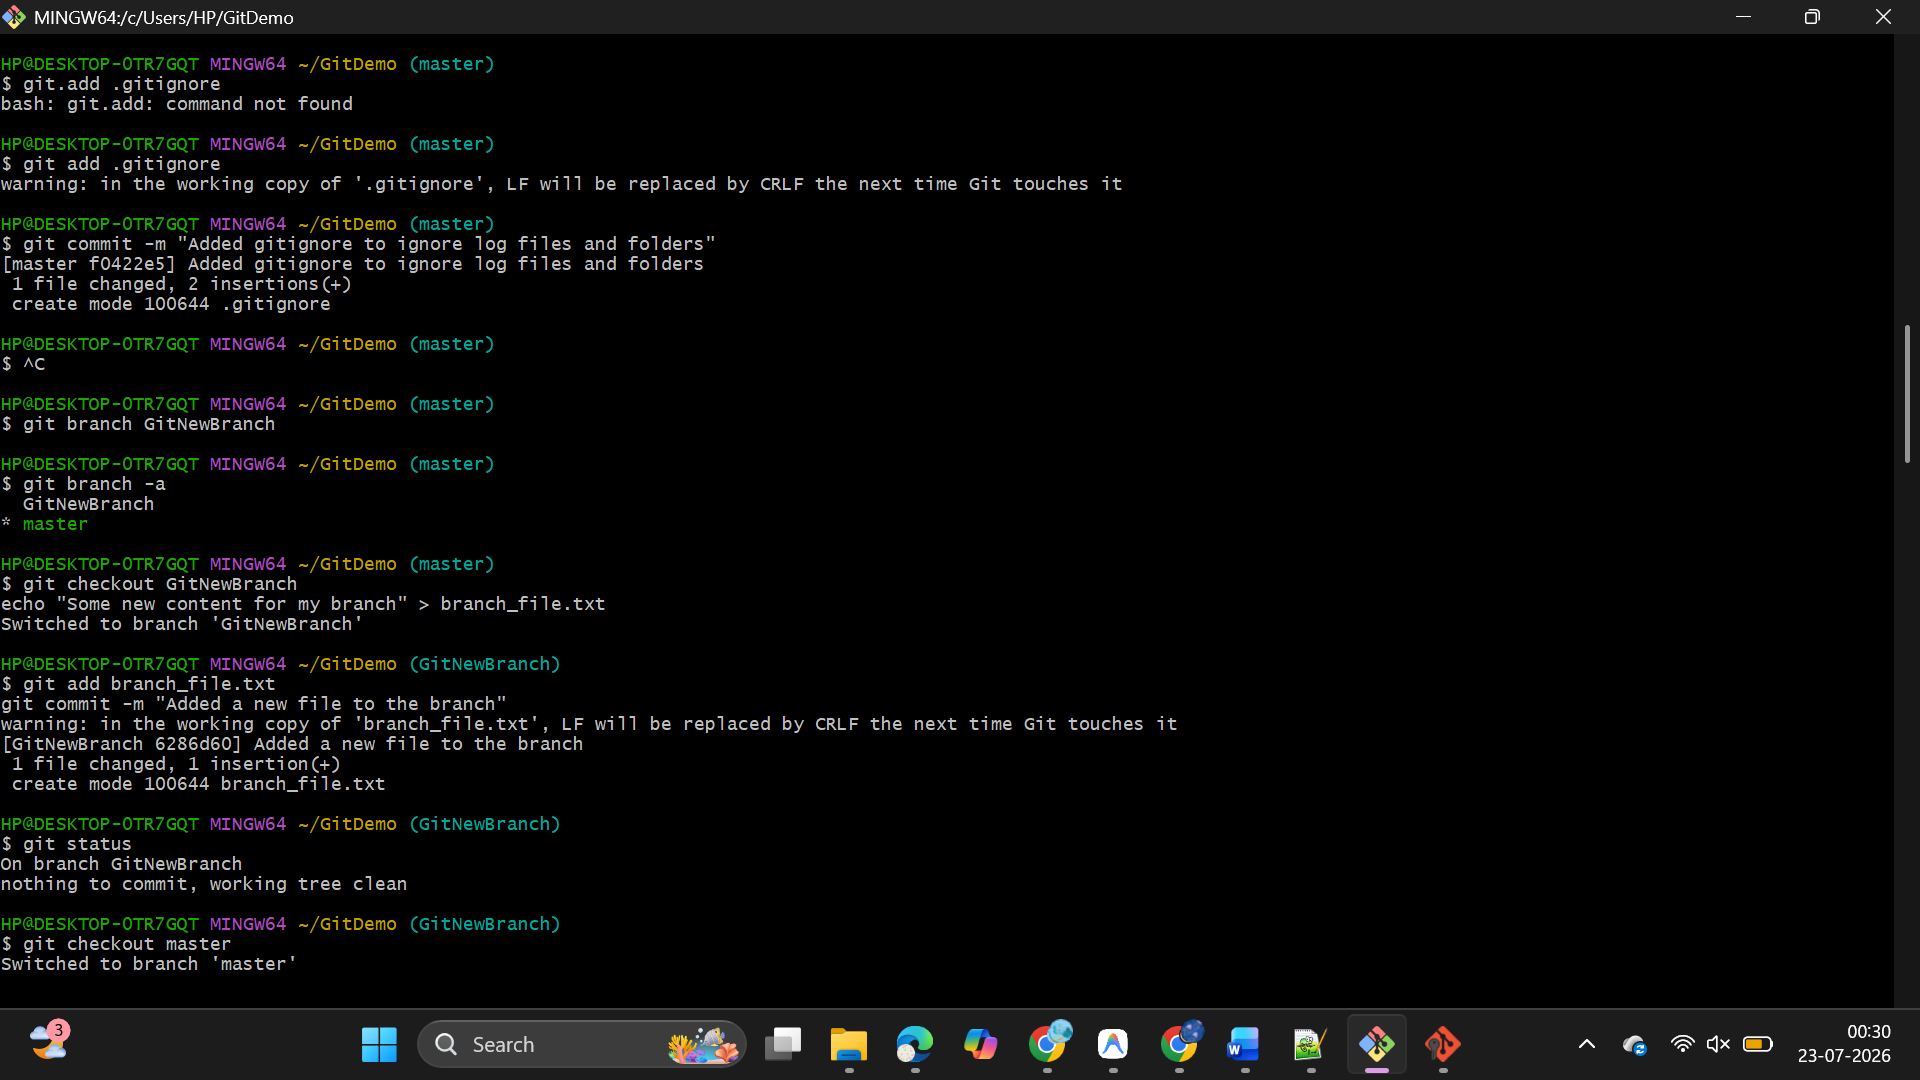 MINGW64:/c/Users/HP/GitDemo
HP@DESKTOP-OTR7GQT MINGW64 ~/GitDemo (master)
$ git.add .gitignore
bash: git.add: command not found
HP@DESKTOP-OTR7GQT MINGW64 ~/GitDemo (master)
$ git add .gitignore
warning: in the working copy of '.gitignore', LF will be replaced by CRLF the next time Git touches it
HP@DESKTOP-OTR7GQT MINGW64 ~/GitDemo (master)
$ git commit -m "Added gitignore to ignore log files and folders"
[master f0422e5] Added gitignore to ignore log files and folders
1 file changed, 2 insertions(+)
create mode 100644 .gitignore
HP@DESKTOP-OTR7GQT MINGW64 ~/GitDemo (master)
$ ^C
HP@DESKTOP-OTR7GQT MINGW64 ~/GitDemo (master)
$ git branch GitNewBranch
HP@DESKTOP-OTR7GQT MINGW64 ~/GitDemo (master)
$ git branch -a
GitNewBranch
* master
HP@DESKTOP-OTR7GQT MINGW64 ~/GitDemo (master)
$ git checkout GitNewBranch
echo "Some new content for my branch" > branch_file.txt
Switched to branch 'GitNewBranch'
HP@DESKTOP-OTR7GQT MINGW64 ~/GitDemo (GitNewBranch)
$ git add branch_file.txt
git commit -m "Added a new file to the branch"
warning: in the working copy of 'branch_file.txt', LF will be replaced by CRLF the next time Git touches it
[GitNewBranch 6286d60] Added a new file to the branch
1 file changed, 1 insertion(+)
create mode 100644 branch_file.txt
HP@DESKTOP-OTR7GQT MINGW64 ~/GitDemo (GitNewBranch)
$ git status
On branch GitNewBranch
nothing to commit, working tree clean
HP@DESKTOP-OTR7GQT MINGW64 ~/GitDemo (GitNewBranch)
$ git checkout master
Switched to branch 'master'
3
Search
00:30
23-07-2026